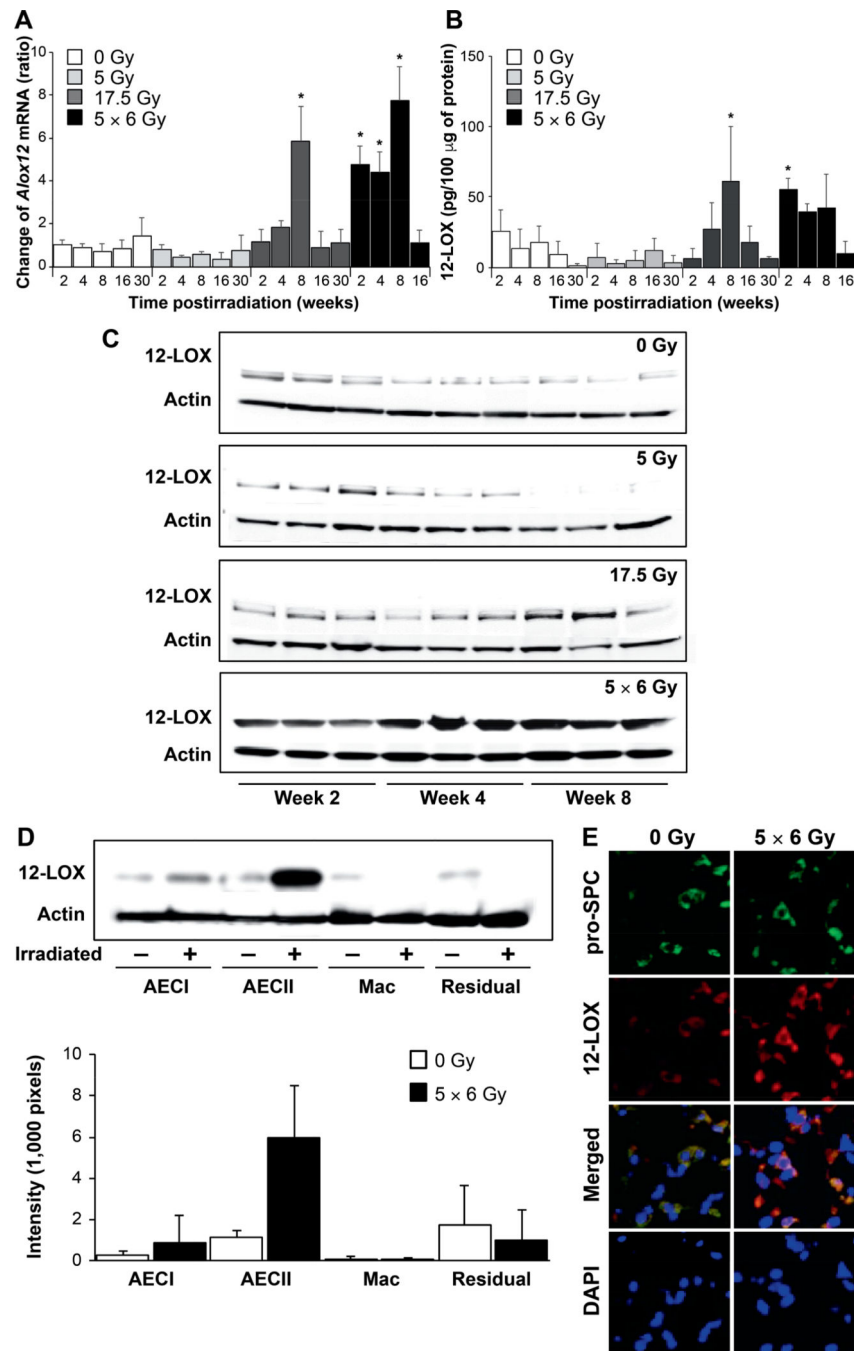 A
Change of Alox12 mRNA (ratio)
10
8
6
4
2
0
0 Gy
5 Gy
17.5 Gy
5 × 6 Gy
*
* * *
2 4 8 16 30 2 4 8 16 30 2 4 8 16 30 2 4 8 16
Time postirradiation (weeks)
B
12-LOX (pg/100 μg of protein)
150
100
50
0
0 Gy
5 Gy
17.5 Gy
5 × 6 Gy
*
*
2 4 8 16 30 2 4 8 16 30 2 4 8 16 30 2 4 8 16
Time postirradiation (weeks)
C
0 Gy
12-LOX
Actin
5 Gy
12-LOX
Actin
17.5 Gy
12-LOX
Actin
5 × 6 Gy
12-LOX
Actin
Week 2 Week 4 Week 8
D
12-LOX
Actin
Irradiated – + – + – + – +
AECI AECII Mac Residual
Intensity (1,000 pixels)
10
8
6
4
2
0
0 Gy
5 × 6 Gy
AECI AECII Mac Residual
E
0 Gy 5 × 6 Gy
pro-SPC
12-LOX
Merged
DAPI